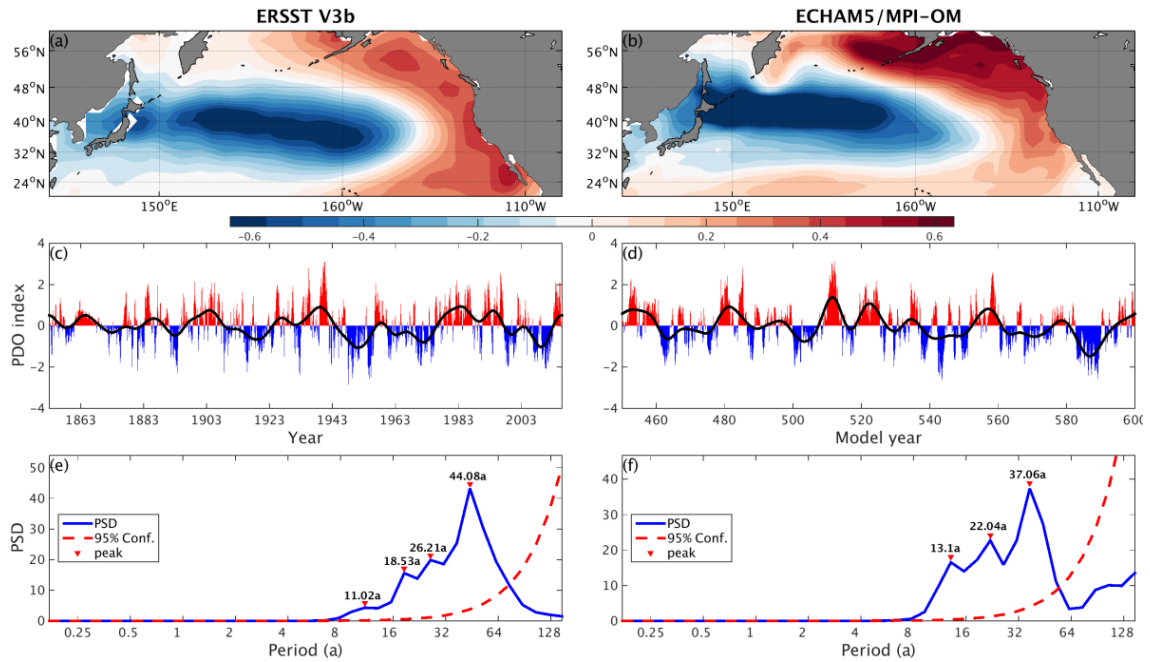 ERSST V3b
ECHAM5/MPI-OM
(a)
56°N
48°N
40°N
32°N
24°N
150°E 160°W 110°W
(b)
56°N
48°N
40°N
32°N
24°N
150°E 160°W 110°W
-0.6 -0.4 -0.2 0 0.2 0.4 0.6
(c)
PDO index
4
2
0
-2
-4
1863 1883 1903 1923 1943 1963 1983 2003
Year
(d)
4
2
0
-2
-4
460 480 500 520 540 560 580 600
Model year
(e)
PSD
50
40
30
20
10
0
44.08a
26.21a
18.53a
11.02a
PSD
95% Conf.
peak
0.25 0.5 1 2 4 8 16 32 64 128
Period (a)
(f)
40
30
20
10
0
37.06a
22.04a
13.1a
PSD
95% Conf.
peak
0.25 0.5 1 2 4 8 16 32 64 128
Period (a)